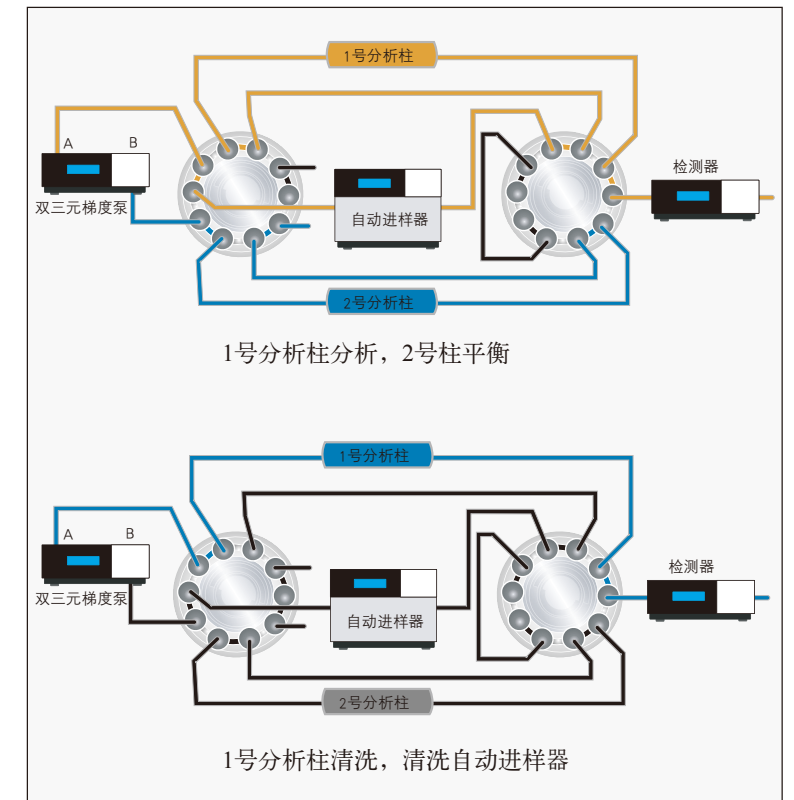 1号分析柱
A B
检测器
双三元梯度泵
自动进样器
2号分析柱
1号分析柱分析，2号柱平衡
1号分析柱
A B
检测器
双三元梯度泵
自动进样器
2号分析柱
1号分析柱清洗，清洗自动进样器